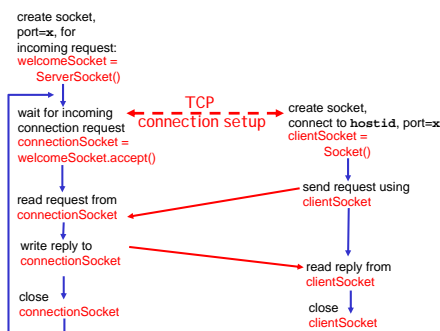 create socket,
port=x, for
incoming request:
welcomeSocket =
ServerSocket()
wait for incoming
connection request
connectionSocket =
welcomeSocket.accept()
TCP
connection setup
create socket,
connect to hostid, port=x
clientSocket =
Socket()
read request from
connectionSocket
send request using
clientSocket
write reply to
connectionSocket
read reply from
clientSocket
close
connectionSocket
close
clientSocket